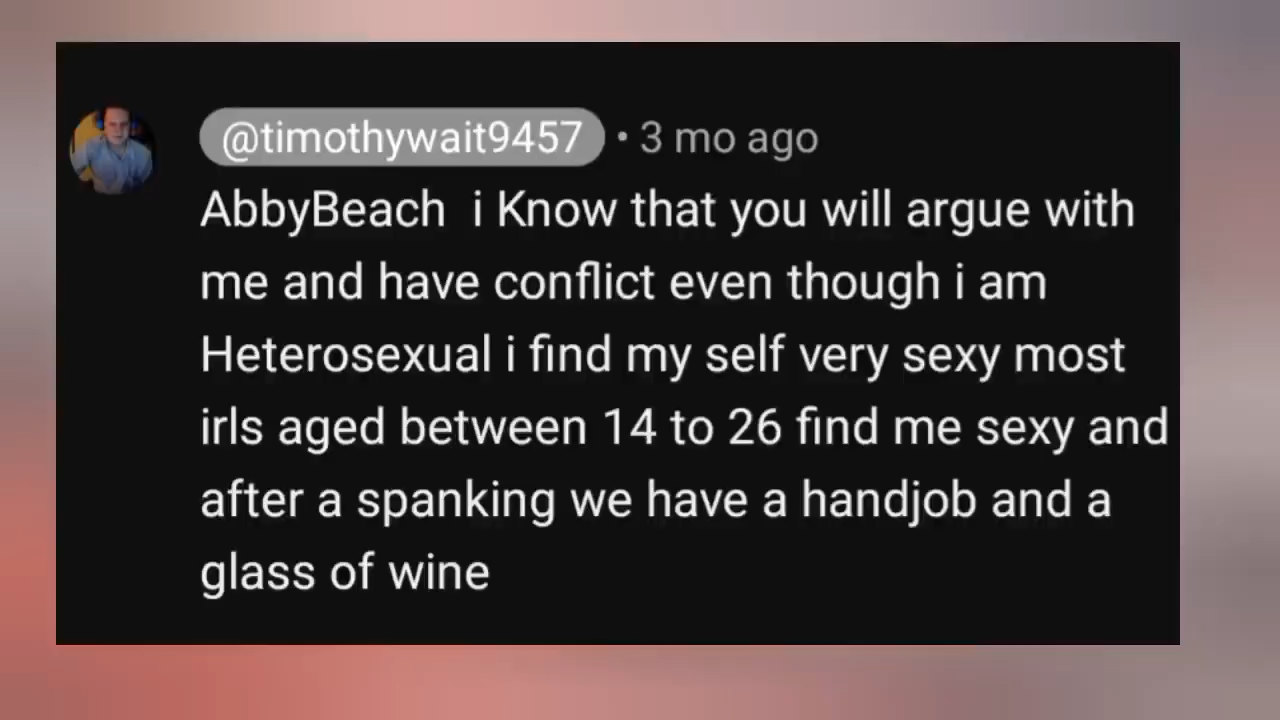 @timothywait9457 • 3 mo ago
AbbyBeach i Know that you will argue with
me and have conflict even though i am
Heterosexual i find my self very sexy most
irls aged between 14 to 26 find me sexy and
after a spanking we have a handjob and a
glass of wine